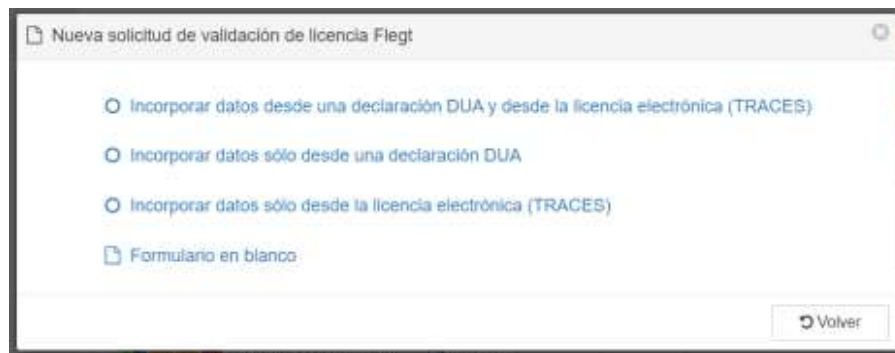 Nueva solicitud de validación de licencia Flegt
Incorporar datos desde una declaración DUA y desde la licencia electrónica (TRACES)
Incorporar datos sólo desde una declaración DUA
Incorporar datos sólo desde la licencia electrónica (TRACES)
Formulario en blanco
Volver